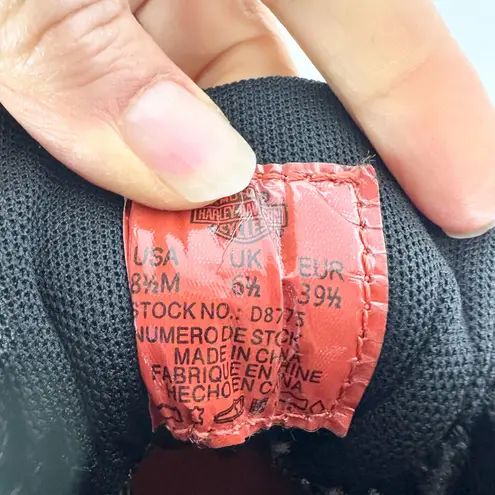 HARLEY-DAVIDSON
CYCLES
USA UK EUR
8½M 6½ 39½
STOCK NO.: D8775
NUMERO DE STOCK
MADE IN CHINA
FABRIQUE EN CHINE
HECHO EN CHINA